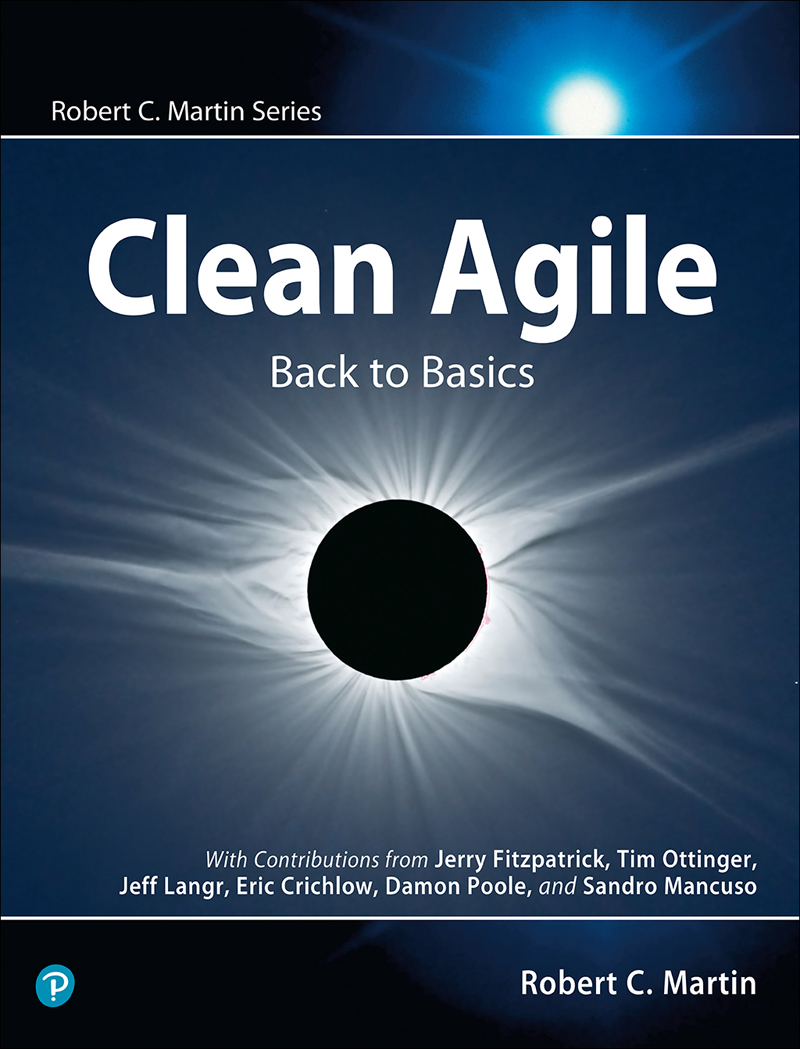 Robert C. Martin Series
Clean Agile
Back to Basics
With Contributions from Jerry Fitzpatrick, Tim Ottinger,
Jeff Langr, Eric Crichlow, Damon Poole, and Sandro Mancuso
Robert C. Martin